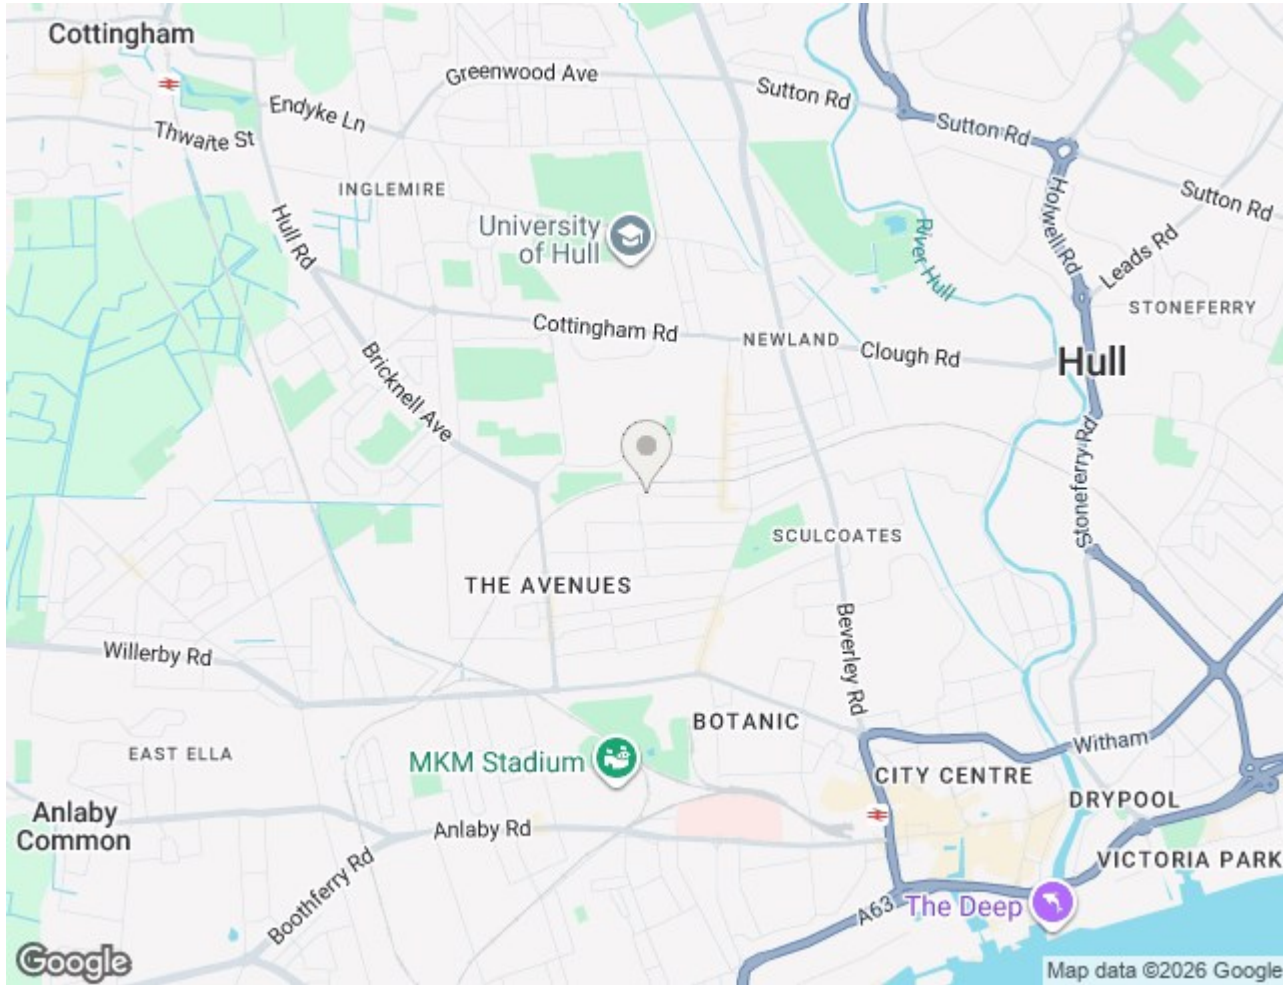 Cottingham
Greenwood Ave
Sutton Rd
Endyke Ln
Thwaite St
Sutton Rd
INGLEMIRE
Sutton Rd
Holwell Rd
University
of Hull
Hull Rd
River Hull
Leads Rd
STONEFERRY
Cottingham Rd
NEWLAND
Clough Rd
Hull
Bricknell Ave
Stoneferry Rd
SCULCOATES
THE AVENUES
Beverley Rd
Willerby Rd
BOTANIC
EAST ELLA
MKM Stadium
Witham
CITY CENTRE
DRYPOOL
Anlaby
Common
Anlaby Rd
VICTORIA PARK
Boothferry Rd
A63
The Deep
Google
Map data ©2026 Google